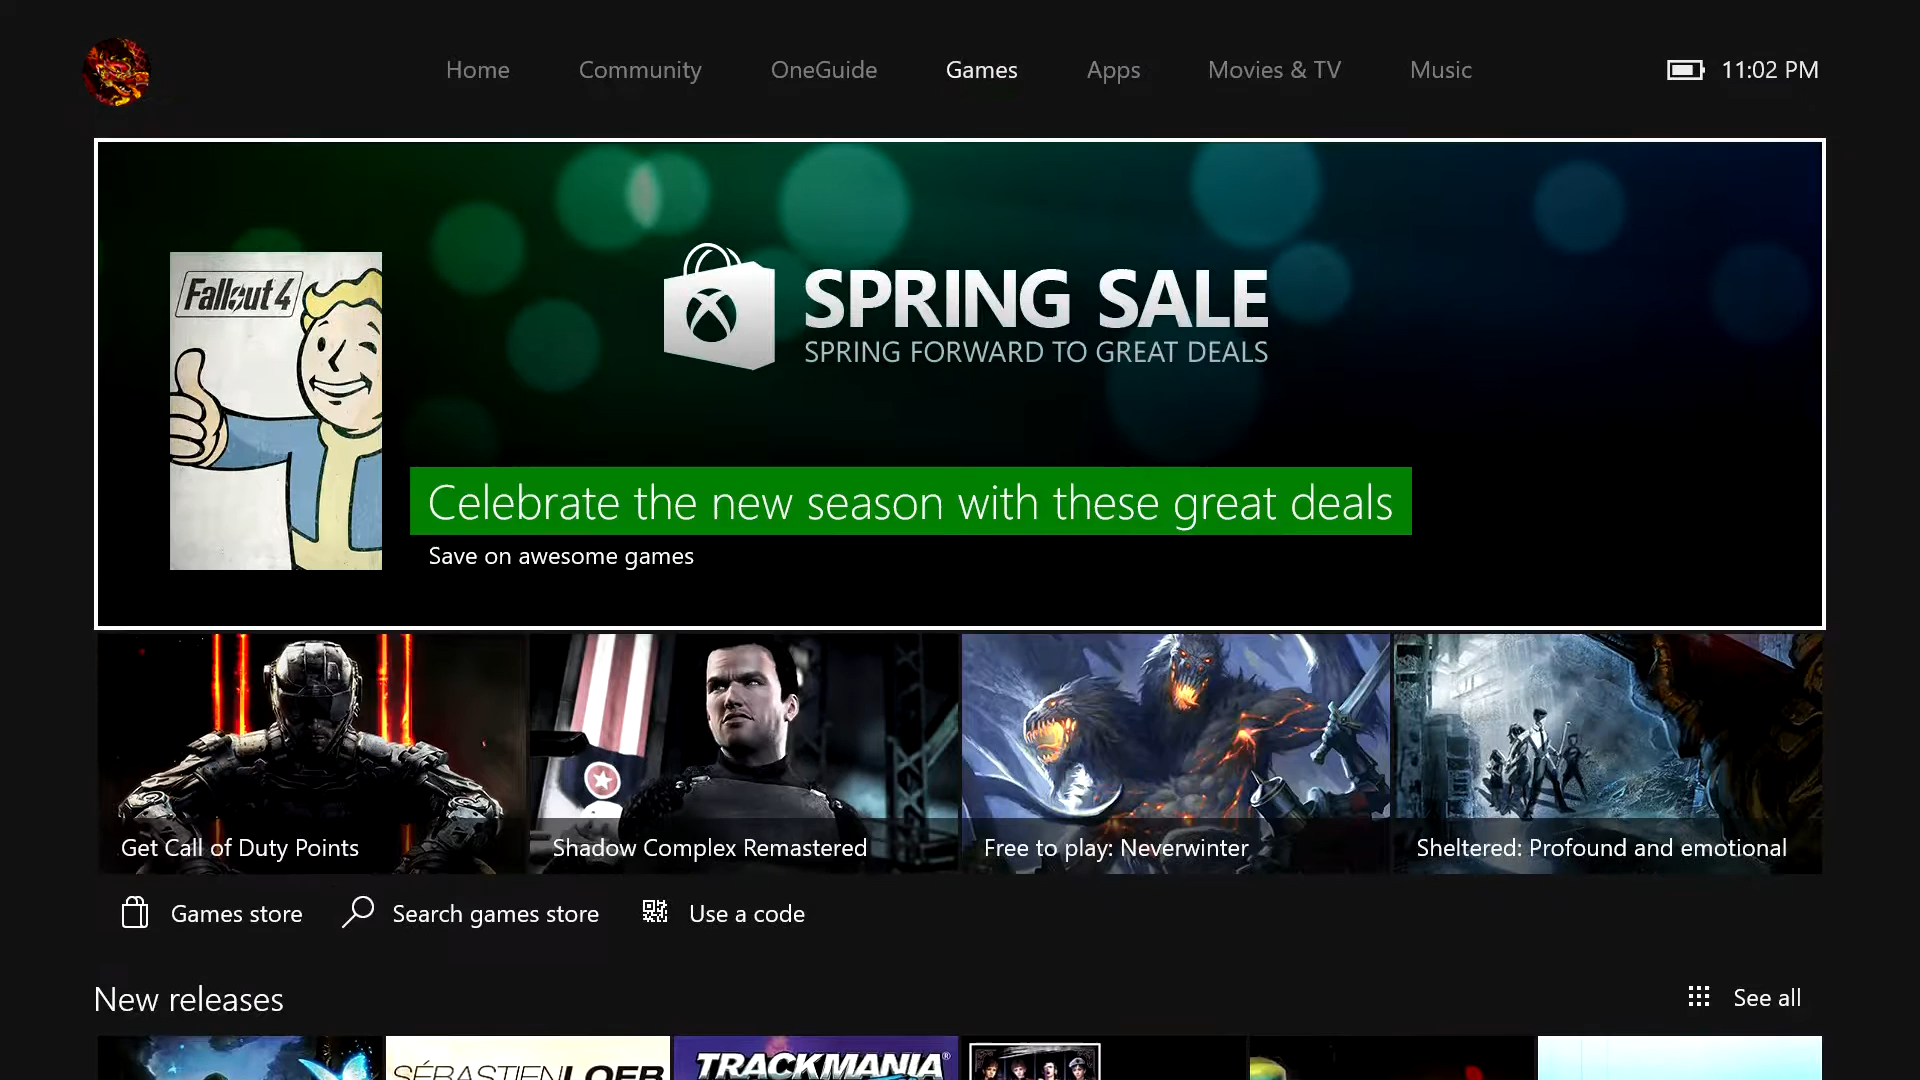 Home Community OneGuide Games Apps Movies & TV Music 11:02 PM
Fallout 4
SPRING SALE
SPRING FORWARD TO GREAT DEALS
Celebrate the new season with these great deals
Save on awesome games
Get Call of Duty Points
Shadow Complex Remastered
Free to play: Neverwinter
Sheltered: Profound and emotional
Games store
Search games store
Use a code
New releases
See all
SÉBASTIEN LOEB
TRACKMANIA®